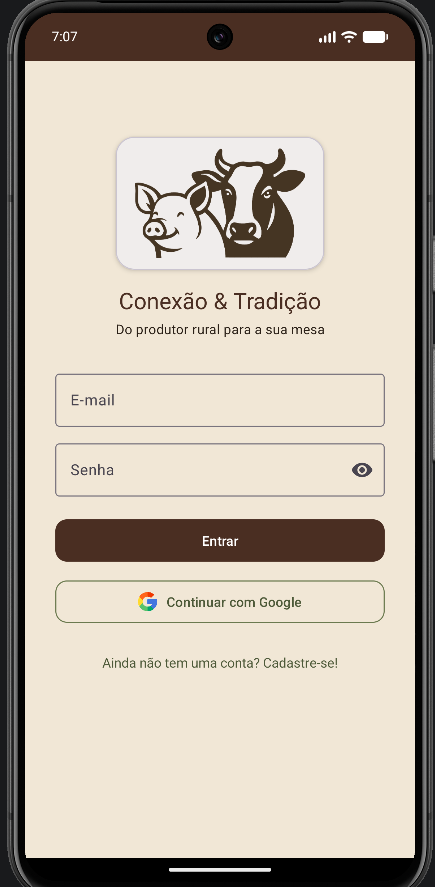 7:07
Conexão & Tradição
Do produtor rural para a sua mesa
E-mail
Senha
Entrar
Continuar com Google
Ainda não tem uma conta? Cadastre-se!